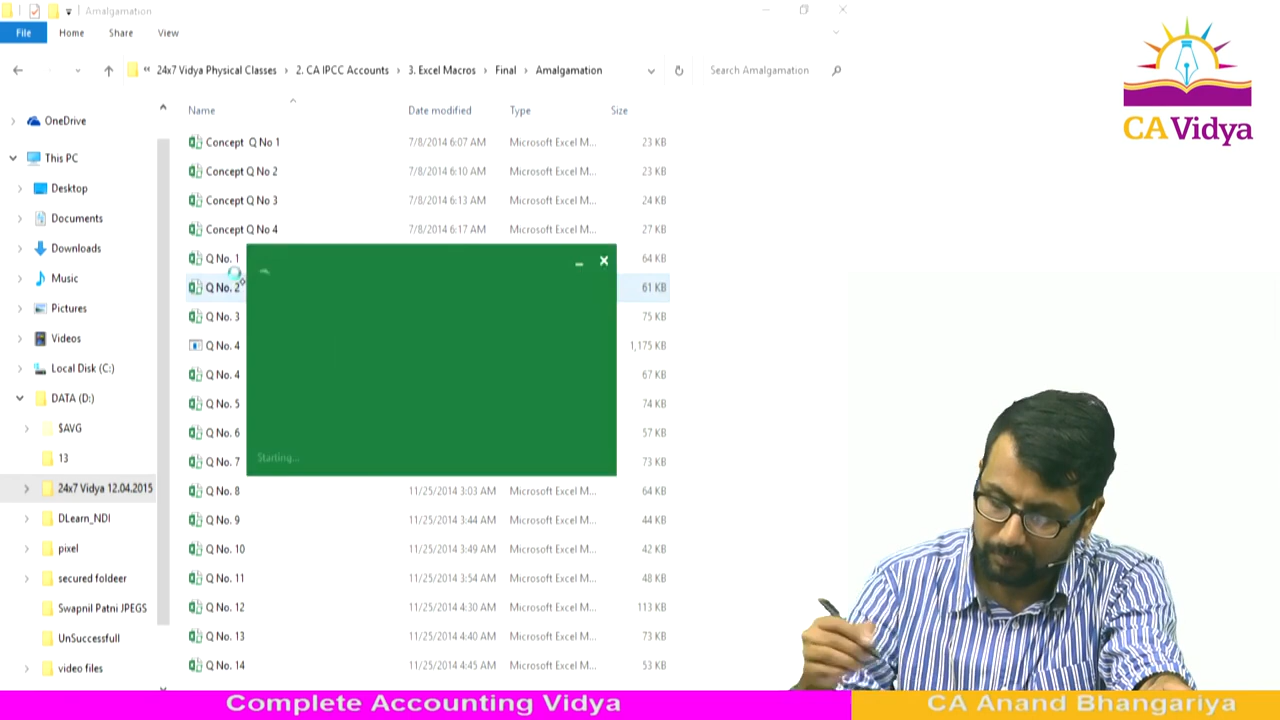 Amalgamation
File Home Share View
« 24x7 Vidya Physical Classes › 2. CA IPCC Accounts › 3. Excel Macros › Final › Amalgamation
Search Amalgamation
Name Date modified Type Size
OneDrive
This PC
Desktop
Documents
Downloads
Music
Pictures
Videos
Local Disk (C:)
DATA (D:)
$AVG
13
24x7 Vidya 12.04.2015
DLearn_NDI
pixel
secured foldeer
Swapnil Patni JPEGS
UnSuccessfull
video files
Concept Q No 1 7/8/2014 6:07 AM Microsoft Excel M... 23 KB
Concept Q No 2 7/8/2014 6:10 AM Microsoft Excel M... 23 KB
Concept Q No 3 7/8/2014 6:13 AM Microsoft Excel M... 24 KB
Concept Q No 4 7/8/2014 6:17 AM Microsoft Excel M... 27 KB
Q No. 1 64 KB
Q No. 2 61 KB
Q No. 3 75 KB
Q No. 4 1,175 KB
Q No. 4 67 KB
Q No. 5 74 KB
Q No. 6 57 KB
Q No. 7 73 KB
Q No. 8 11/25/2014 3:03 AM Microsoft Excel M... 64 KB
Q No. 9 11/25/2014 3:44 AM Microsoft Excel M... 44 KB
Q No. 10 11/25/2014 3:49 AM Microsoft Excel M... 42 KB
Q No. 11 11/25/2014 3:54 AM Microsoft Excel M... 48 KB
Q No. 12 11/25/2014 4:30 AM Microsoft Excel M... 113 KB
Q No. 13 11/25/2014 4:40 AM Microsoft Excel M... 73 KB
Q No. 14 11/25/2014 4:45 AM Microsoft Excel M... 53 KB
Starting...
CA Vidya
Complete Accounting Vidya
CA Anand Bhangariya